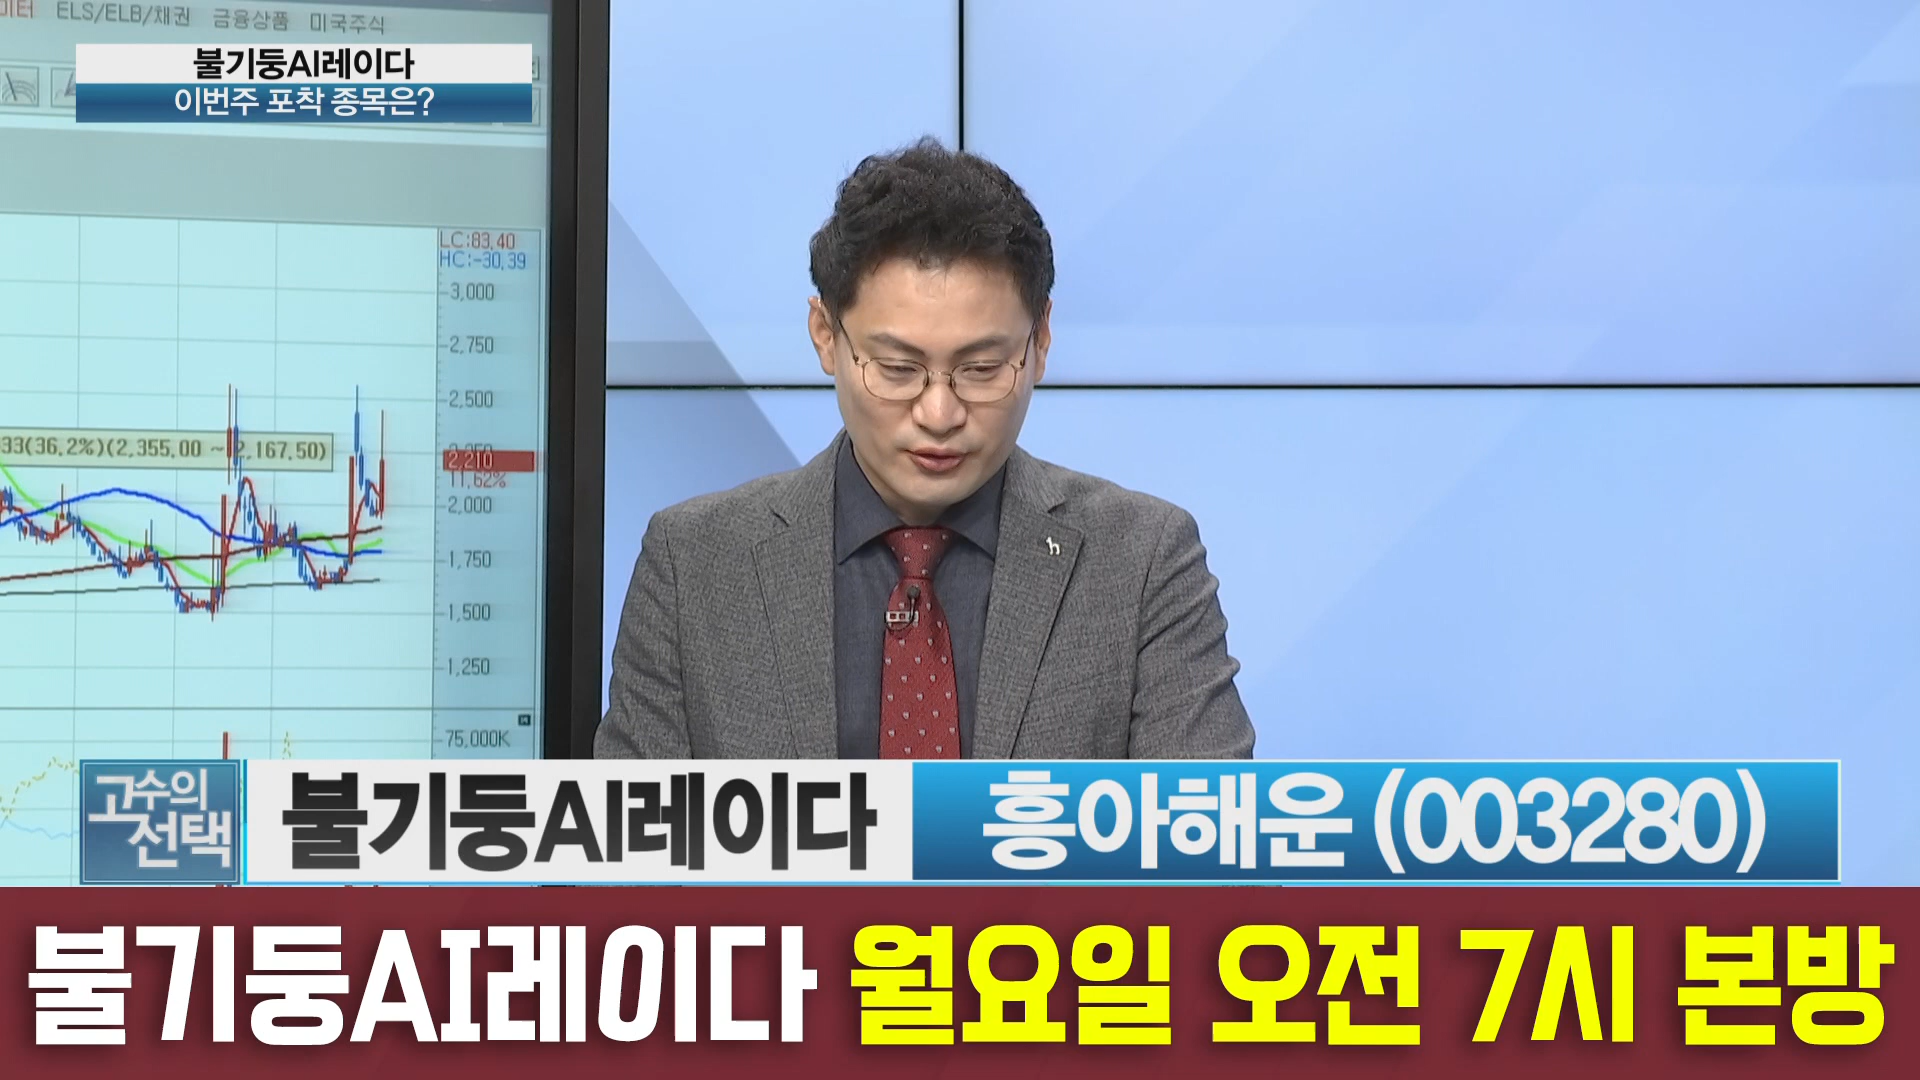 ELS/ELB/채권 금융상품 미국주식
불기둥AI레이다
이번주 포착 종목은?
LC:83.40
HC:-30.39
3,000
2,750
2,500
33(36.2%)(2,355.00 ~ 2,167.50)
2,210
11.62%
2,000
1,750
1,500
1,250
75,000K
고수의
선택
불기둥AI레이다
흥아해운 (003280)
불기둥AI레이다 월요일 오전 7시 본방